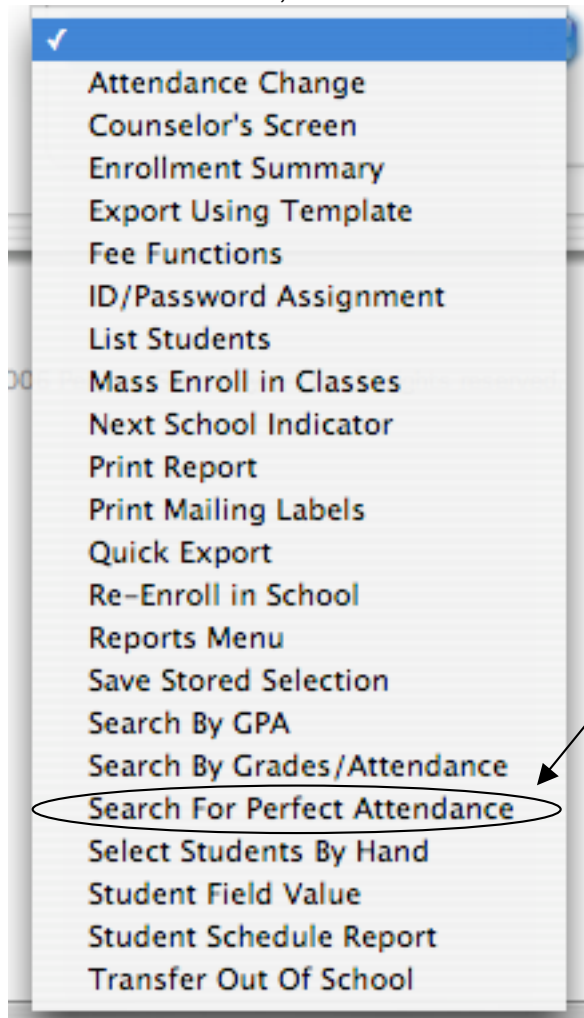 Attendance Change
Counselor's Screen
Enrollment Summary
Export Using Template
Fee Functions
ID/Password Assignment
List Students
Mass Enroll in Classes
Next School Indicator
Print Report
Print Mailing Labels
Quick Export
Re-Enroll in School
Reports Menu
Save Stored Selection
Search By GPA
Search By Grades/Attendance
Search For Perfect Attendance
Select Students By Hand
Student Field Value
Student Schedule Report
Transfer Out Of School